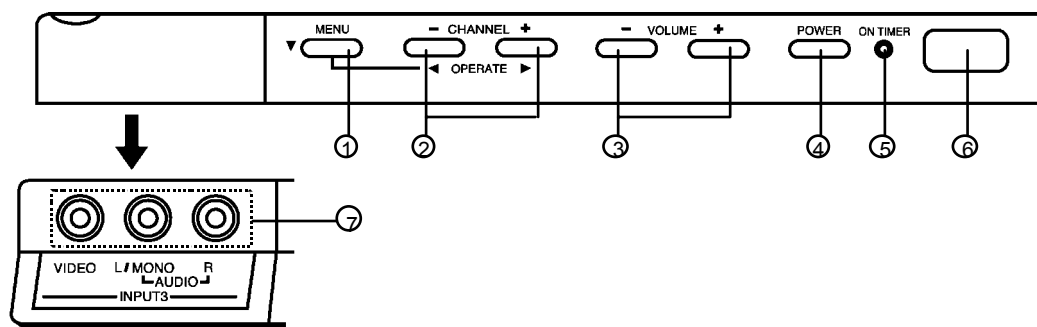 MENU − CHANNEL + − VOLUME + POWER ON TIMER
▼ ◄ OPERATE ►
1 2 3 4 5 6
7
VIDEO L/MONO R
AUDIO
INPUT3